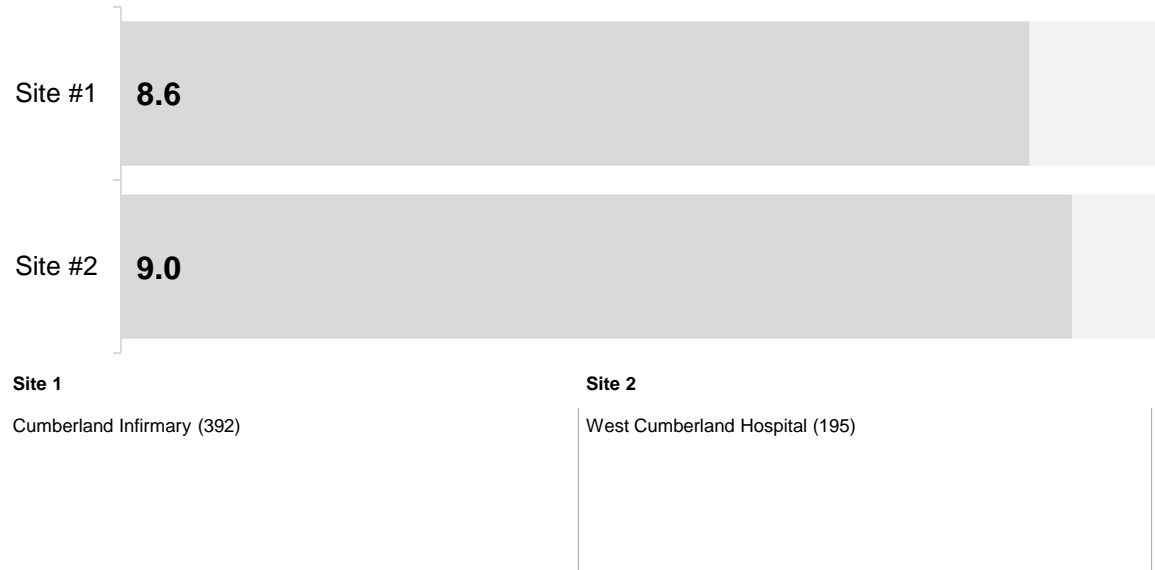 Site #1 8.6
Site #2 9.0
Site 1 Site 2
Cumberland Infirmary (392) West Cumberland Hospital (195)